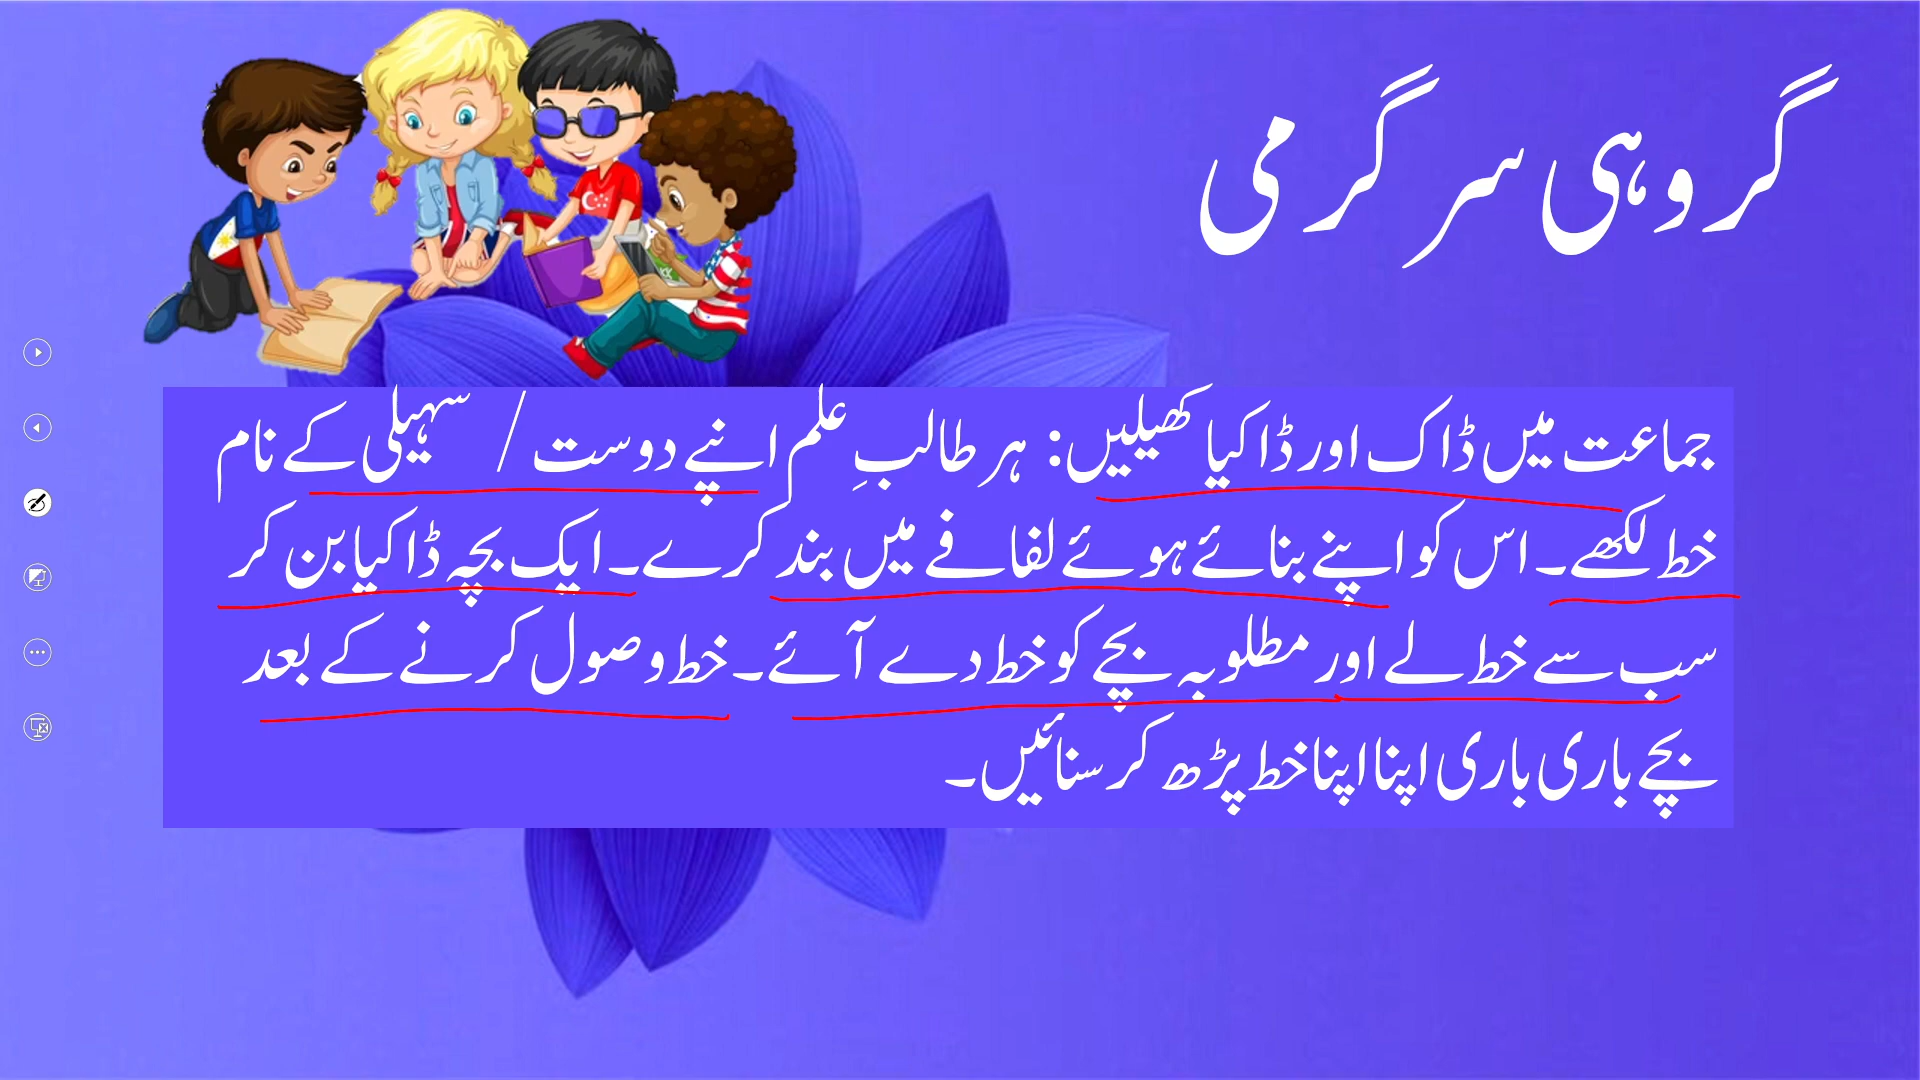 گروہی سرگرمی
جماعت میں ڈاک اور ڈاکیا کھیلیں: ہر طالبِ علم اپنے دوست / سہیلی کے نام
خط لکھے۔ اس کو اپنے بنائے ہوئے لفافے میں بند کرے۔ ایک بچہ ڈاکیا بن کر
سب سے خط لے اور مطلوبہ بچے کو خط دے آئے۔ خط وصول کرنے کے بعد
بچے باری باری اپنا اپنا خط پڑھ کر سنائیں۔